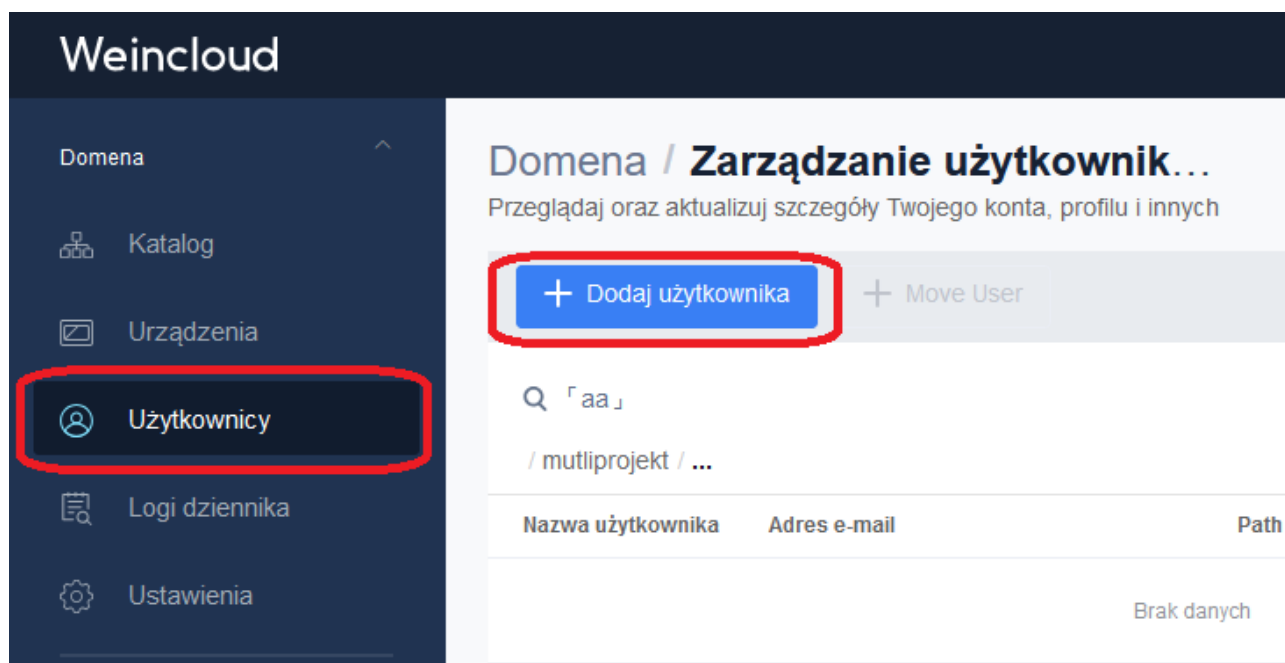 Weincloud
Domena
Katalog
Urządzenia
Użytkownicy
Logi dziennika
Ustawienia
Domena / Zarządzanie użytkownik...
Przeglądaj oraz aktualizuj szczegóły Twojego konta, profilu i innych
+ Dodaj użytkownika + Move User
「aa」
/ mutliprojekt / ...
Nazwa użytkownika Adres e-mail Path
Brak danych